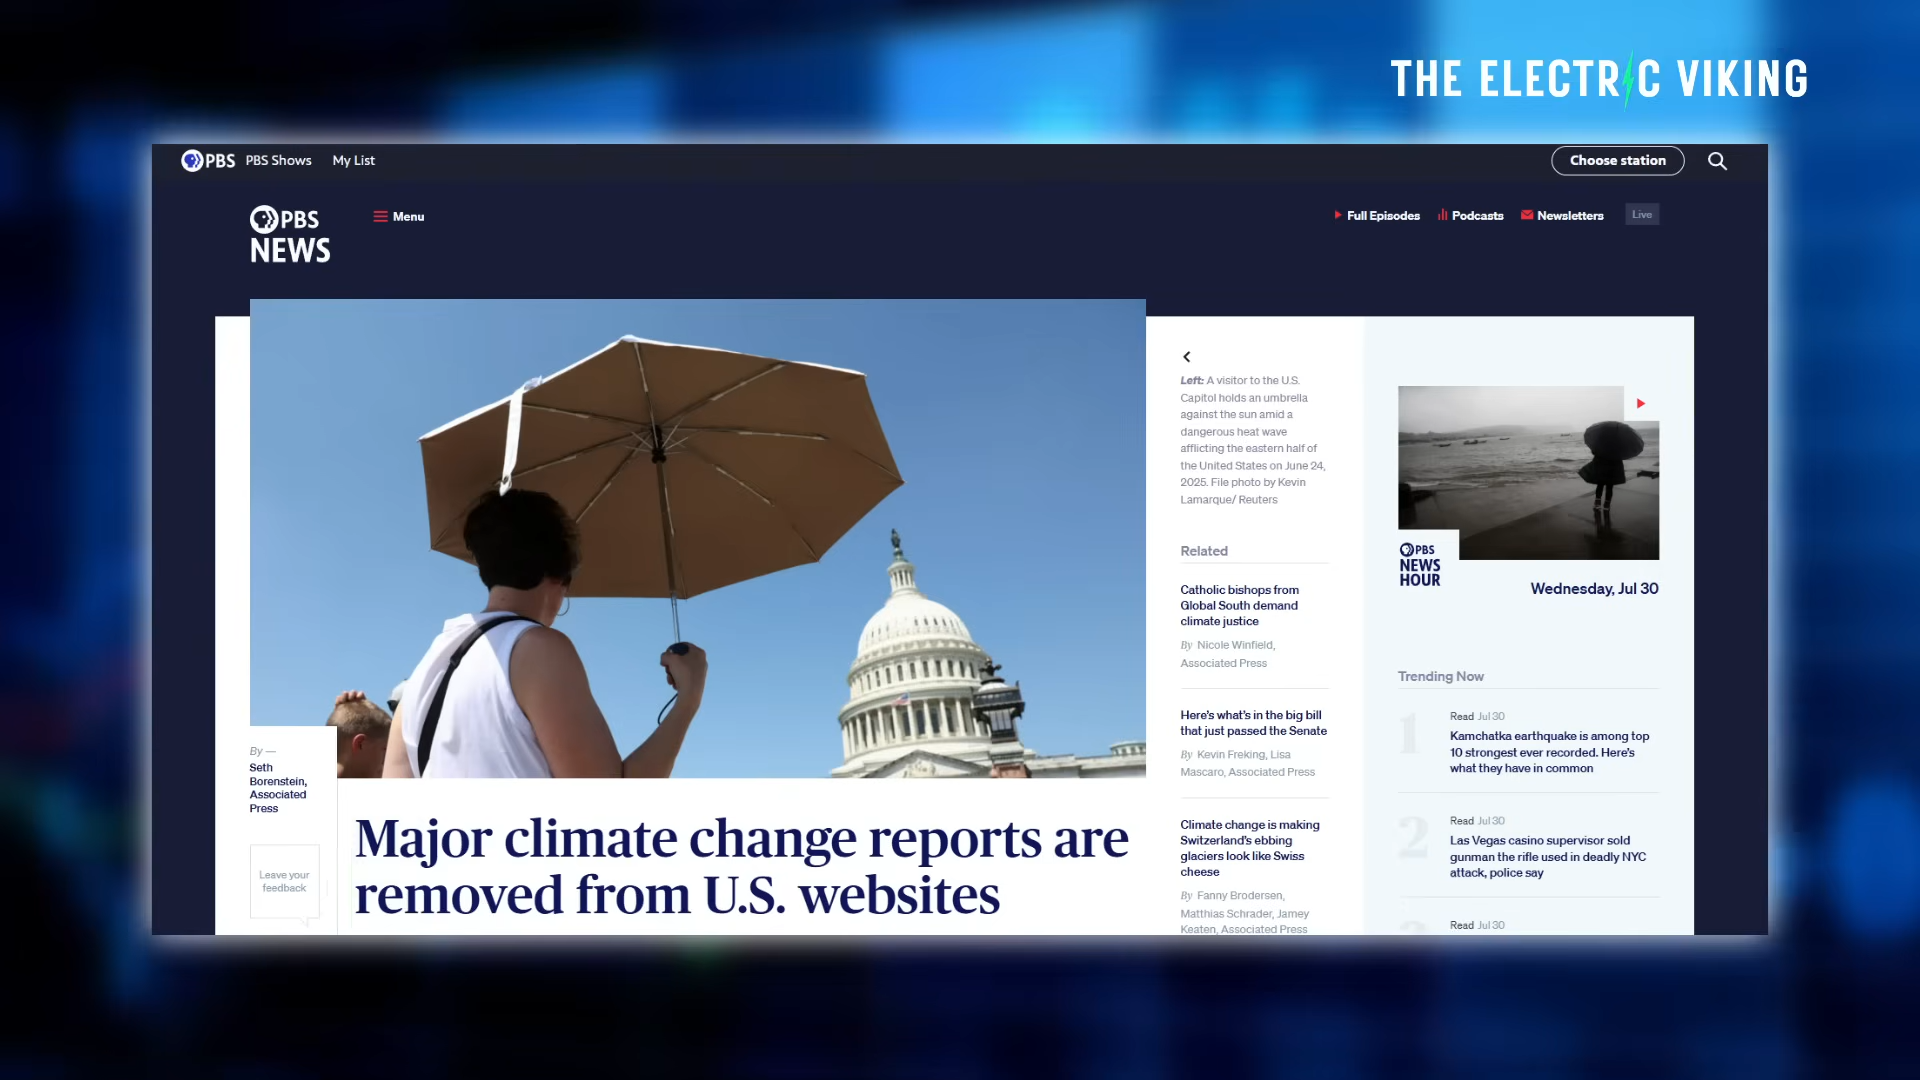 THE ELECTRIC VIKING
PBS
PBS Shows
My List
Choose station
PBS
NEWS
Menu
Full Episodes
Podcasts
Newsletters
Live
By —
Seth
Borenstein,
Associated
Press
Leave your
feedback
Major climate change reports are
removed from U.S. websites
Left: A visitor to the U.S.
Capitol holds an umbrella
against the sun amid a
dangerous heat wave
afflicting the eastern half of
the United States on June 24,
2025. File photo by Kevin
Lamarque/ Reuters
Related
Catholic bishops from
Global South demand
climate justice
By Nicole Winfield,
Associated Press
Here's what's in the big bill
that just passed the Senate
By Kevin Freking, Lisa
Mascaro, Associated Press
Climate change is making
Switzerland's ebbing
glaciers look like Swiss
cheese
By Fanny Brodersen,
Matthias Schrader, Jamey
Keaten, Associated Press
PBS
NEWS
HOUR
Wednesday, Jul 30
Trending Now
1
Read Jul 30
Kamchatka earthquake is among top
10 strongest ever recorded. Here's
what they have in common
2
Read Jul 30
Las Vegas casino supervisor sold
gunman the rifle used in deadly NYC
attack, police say
3
Read Jul 30